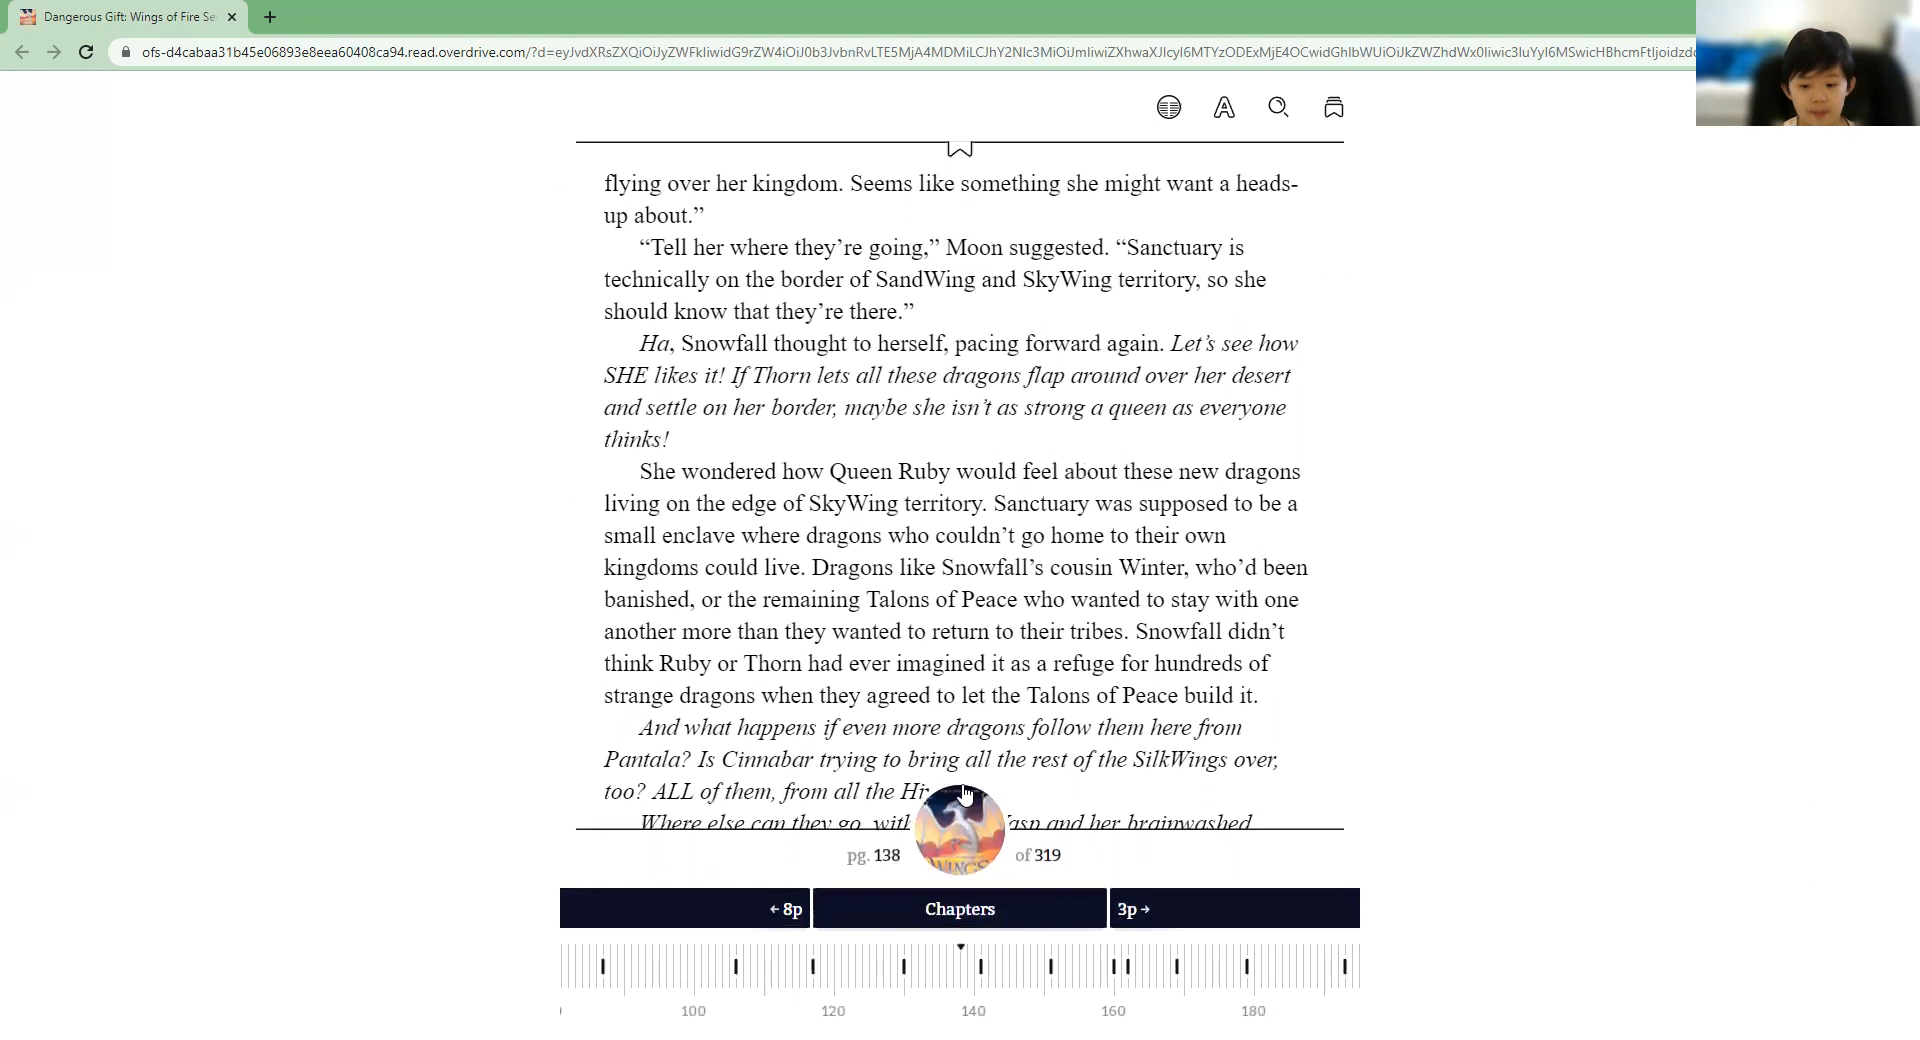 Dangerous Gift: Wings of Fire Se
ofs-d4cabaa31b45e06893e8eea60408ca94.read.overdrive.com/
flying over her kingdom. Seems like something she might want a heads-
up about.”
“Tell her where they’re going,” Moon suggested. “Sanctuary is
technically on the border of SandWing and SkyWing territory, so she
should know that they’re there.”
Ha, Snowfall thought to herself, pacing forward again. Let’s see how
SHE likes it! If Thorn lets all these dragons flap around over her desert
and settle on her border, maybe she isn’t as strong a queen as everyone
thinks!
She wondered how Queen Ruby would feel about these new dragons
living on the edge of SkyWing territory. Sanctuary was supposed to be a
small enclave where dragons who couldn’t go home to their own
kingdoms could live. Dragons like Snowfall’s cousin Winter, who’d been
banished, or the remaining Talons of Peace who wanted to stay with one
another more than they wanted to return to their tribes. Snowfall didn’t
think Ruby or Thorn had ever imagined it as a refuge for hundreds of
strange dragons when they agreed to let the Talons of Peace build it.
And what happens if even more dragons follow them here from
Pantala? Is Cinnabar trying to bring all the rest of the SilkWings over,
too? ALL of them, from all the Hi
Where else can they go, with asp and her brainwashed
WINGS
pg. 138 of 319
← 8p Chapters 3p →
100 120 140 160 180